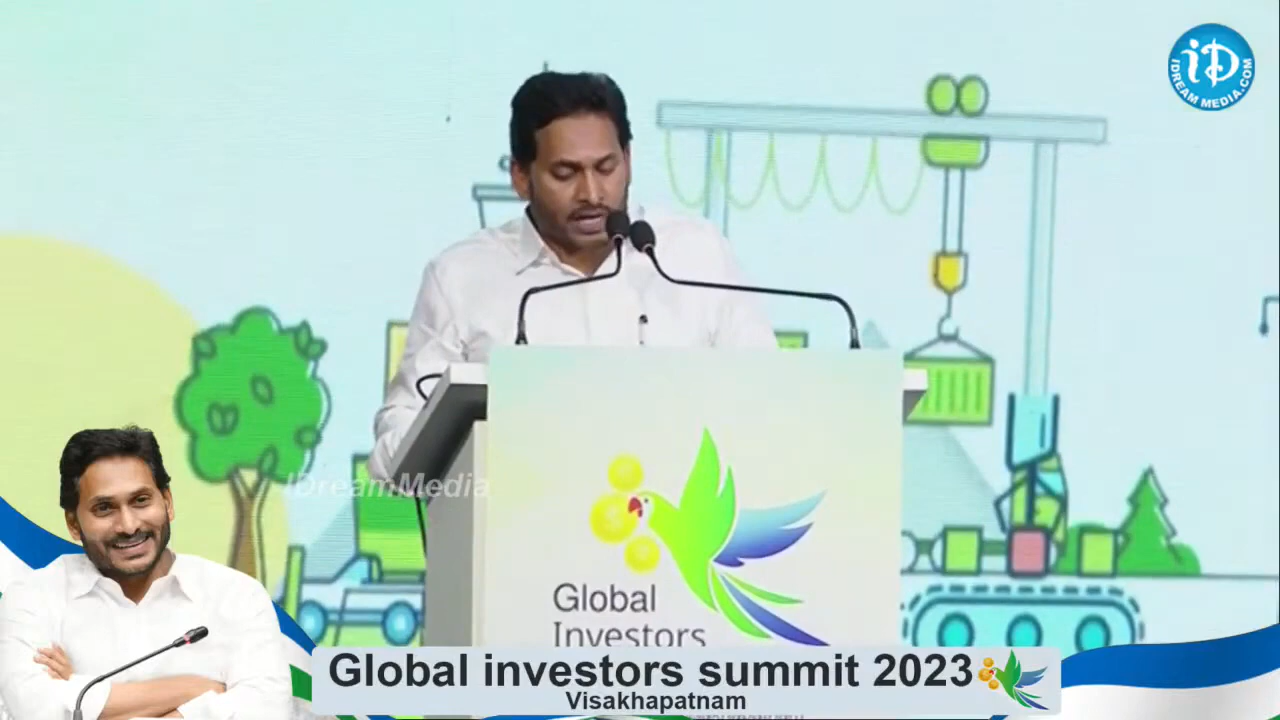 iD
IDREAM MEDIA.COM
iDreamMedia
Global
Investors
Global investors summit 2023
Visakhapatnam